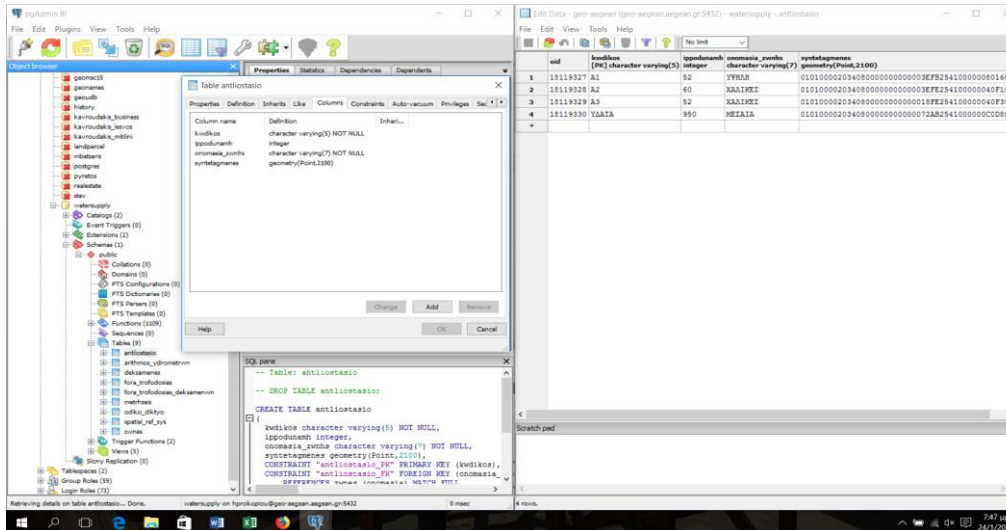 pgAdmin III
File Edit Plugins View Tools Help
Object browser
geomsc15
geonames
geoudb
history
kavroudakis_business
kavroudakis_lesvos
kavroudakis_mitilini
landparcel
mbatsaris
postgres
pyretos
realestate
stav
watersupply
Catalogs (2)
Event Triggers (0)
Extensions (2)
Schemas (1)
public
Collations (0)
Domains (0)
FTS Configurations (0)
FTS Dictionaries (0)
FTS Parsers (0)
FTS Templates (0)
Functions (1109)
Sequences (0)
Tables (9)
antliostasio
arithmos_ydrometrwn
deksamenes
fora_trofodosias
fora_trofodosias_deksamenwn
metrhseis
odiko_diktyo
spatial_ref_sys
zwnes
Trigger Functions (2)
Views (5)
Slony Replication (0)
Tablespaces (2)
Group Roles (59)
Login Roles (73)
Properties Statistics Dependencies Dependents
Table antliostasio
Properties Definition Inherits Like Columns Constraints Auto-vacuum Privileges Sec
Column name Definition Inheri...
kwdikos character varying(5) NOT NULL
ippodunamh integer
onomasia_zwnhs character varying(7) NOT NULL
syntetagmenes geometry(Point,2100)
Change Add Remove
Help OK Cancel
SQL pane
-- Table: antliostasio
-- DROP TABLE antliostasio;
CREATE TABLE antliostasio
(
kwdikos character varying(5) NOT NULL,
ippodunamh integer,
onomasia_zwnhs character varying(7) NOT NULL,
syntetagmenes geometry(Point,2100),
CONSTRAINT "antliostasio_PK" PRIMARY KEY (kwdikos),
CONSTRAINT "antliostasio_FK" FOREIGN KEY (onomasia_
REFERENCES zwnes (onomasia) MATCH FULL
Retrieving details on table antliostasio... Done. watersupply on hprokopiou@geo-aegean.aegean.gr:5432 0 msec
Edit Data - geo-aegean (geo-aegean.aegean.gr:5432) - watersupply - antliostasio
File Edit View Tools Help
No limit
oid kwdikos [PK] character varying(5) ippodunamh integer onomasia_zwnhs character varying(7) syntetagmenes geometry(Point,2100)
1 18119327 A1 52 ΥΨΗΛΗ
2 18119328 A2 60 ΧΑΛΙΚΕΣ
3 18119329 A3 52 ΧΑΛΙΚΕΣ
4 18119330 ΥΔΑΤΑ 950 ΜΕΣΑΙΑ
*
Scratch pad
4 rows.
7:47 μμ